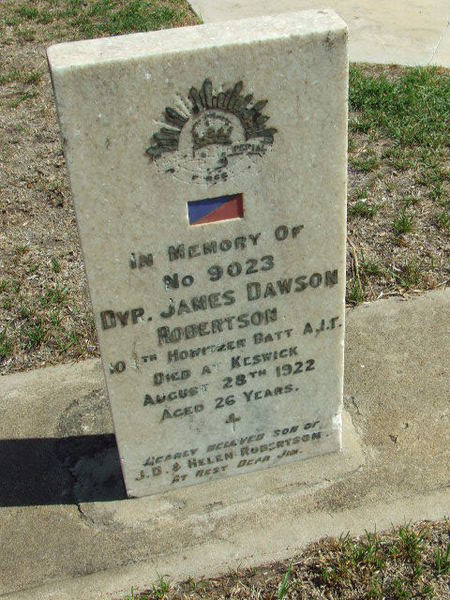 IN MEMORY OF
NO 9023
DVR. JAMES DAWSON
ROBERTSON
TH HOWITZER BATT A.I.F.
DIED AT KESWICK
AUGUST 28TH 1922
AGED 26 YEARS.
DEARLY BELOVED SON OF
J.D. & HELEN ROBERTSON.
AT REST DEAR JIM.